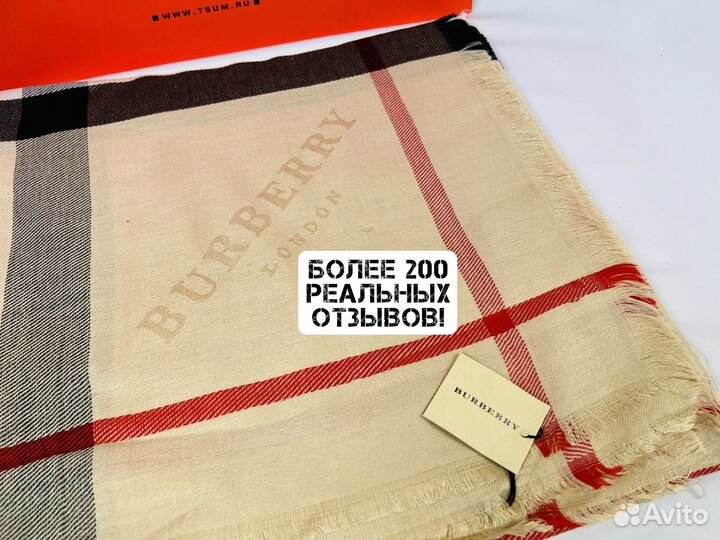 ■ WWW.TSUM.RU ■
BURBERRY
LONDON
БОЛЕЕ 200
РЕАЛЬНЫХ
ОТЗЫВОВ!
BURBERRY
Avito